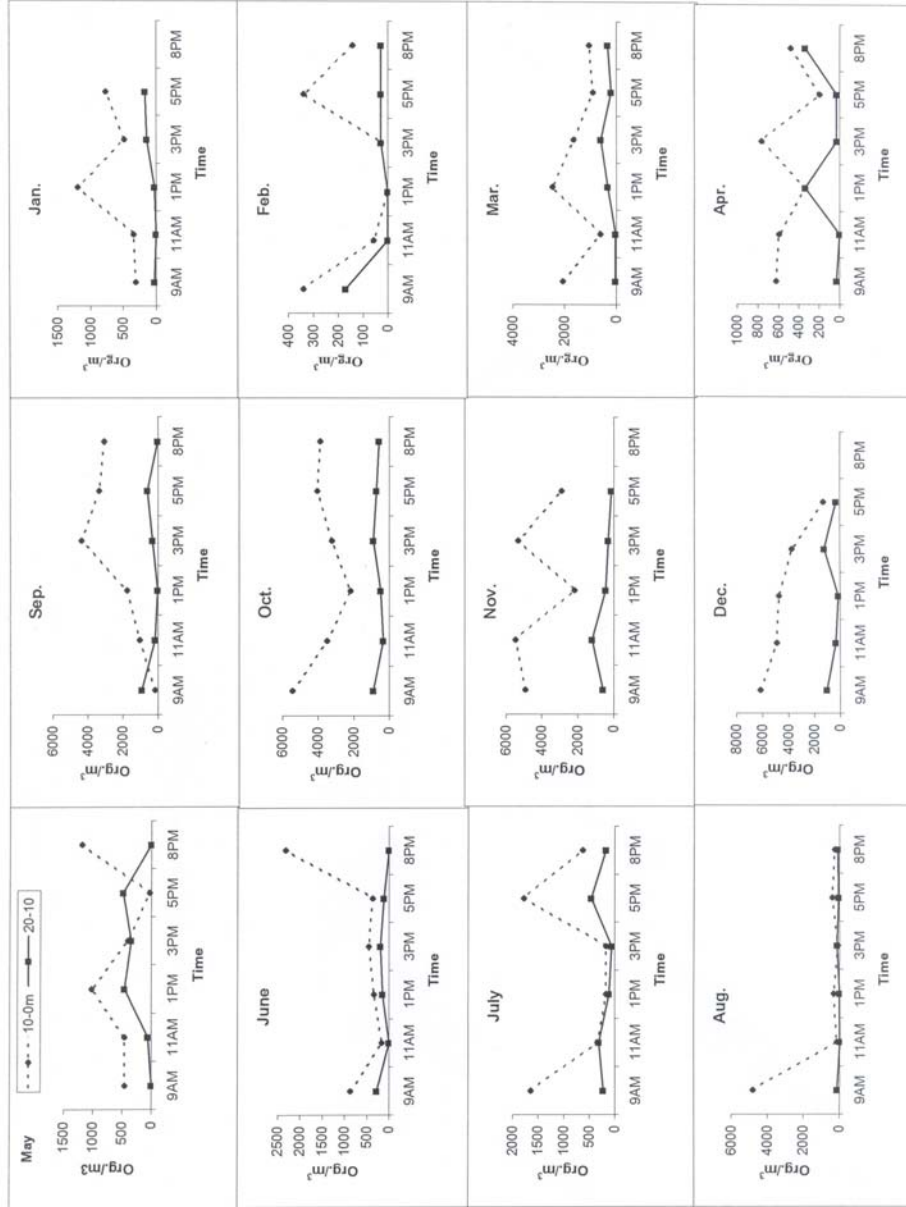 May
10-0m 20-10
1500
1000
500
0
Org./m3
9AM 11AM 1PM 3PM 5PM 8PM
Time
Sep.
6000
4000
2000
0
Org./m³
9AM 11AM 1PM 3PM 5PM 8PM
Time
Jan.
1500
1000
500
0
Org./m³
9AM 11AM 1PM 3PM 5PM 8PM
Time
June
2500
2000
1500
1000
500
0
Org./m³
9AM 11AM 1PM 3PM 5PM 8PM
Time
Oct.
6000
4000
2000
0
Org./m³
9AM 11AM 1PM 3PM 5PM 8PM
Time
Feb.
400
300
200
100
0
Org./m³
9AM 11AM 1PM 3PM 5PM 8PM
Time
July
2000
1500
1000
500
0
Org./m³
9AM 11AM 1PM 3PM 5PM 8PM
Time
Nov.
6000
5000
4000
3000
2000
1000
0
Org./m³
9AM 11AM 1PM 3PM 5PM 8PM
Time
Mar.
4000
2000
0
Org./m³
9AM 11AM 1PM 3PM 5PM 8PM
Time
Aug.
6000
4000
2000
0
Org./m³
9AM 11AM 1PM 3PM 5PM 8PM
Time
Dec.
8000
6000
4000
2000
0
Org./m³
9AM 11AM 1PM 3PM 5PM 8PM
Time
Apr.
1000
800
600
400
200
0
Org./m³
9AM 11AM 1PM 3PM 5PM 8PM
Time